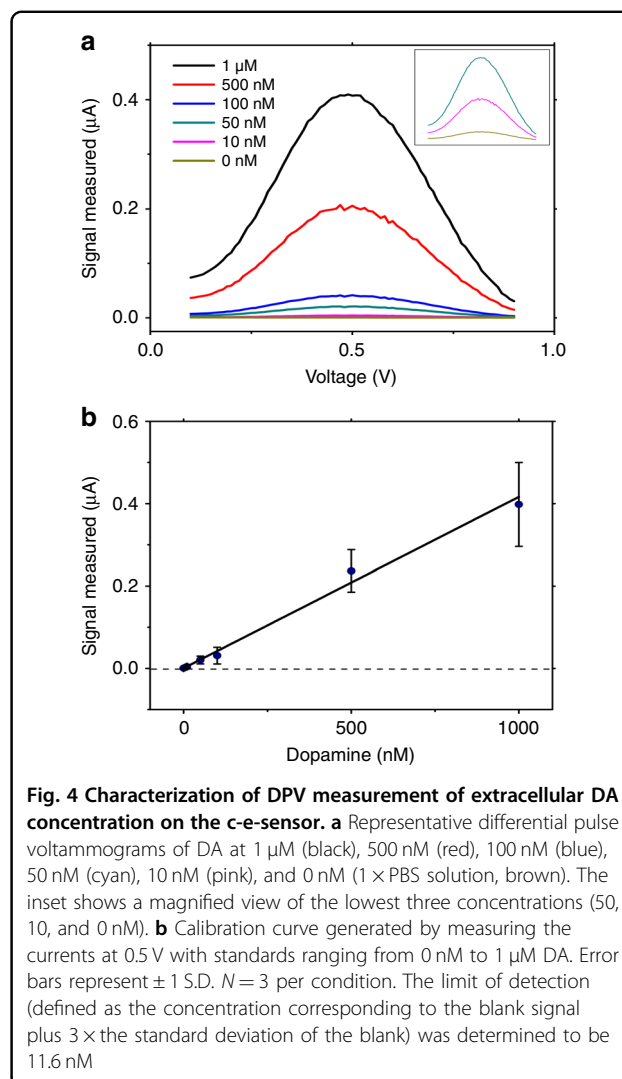 a
1 µM
500 nM
100 nM
50 nM
10 nM
0 nM
0.4
0.2
0.0
Signal measured (µA)
0.0
0.5
1.0
Voltage (V)
b
0.6
0.4
0.2
0.0
Signal measured (µA)
0
500
1000
Dopamine (nM)
Fig. 4 Characterization of DPV measurement of extracellular DA
concentration on the c-e-sensor. a Representative differential pulse
voltammograms of DA at 1 µM (black), 500 nM (red), 100 nM (blue),
50 nM (cyan), 10 nM (pink), and 0 nM (1 × PBS solution, brown). The
inset shows a magnified view of the lowest three concentrations (50,
10, and 0 nM). b Calibration curve generated by measuring the
currents at 0.5 V with standards ranging from 0 nM to 1 µM DA. Error
bars represent ± 1 S.D. N = 3 per condition. The limit of detection
(defined as the concentration corresponding to the blank signal
plus 3 × the standard deviation of the blank) was determined to be
11.6 nM